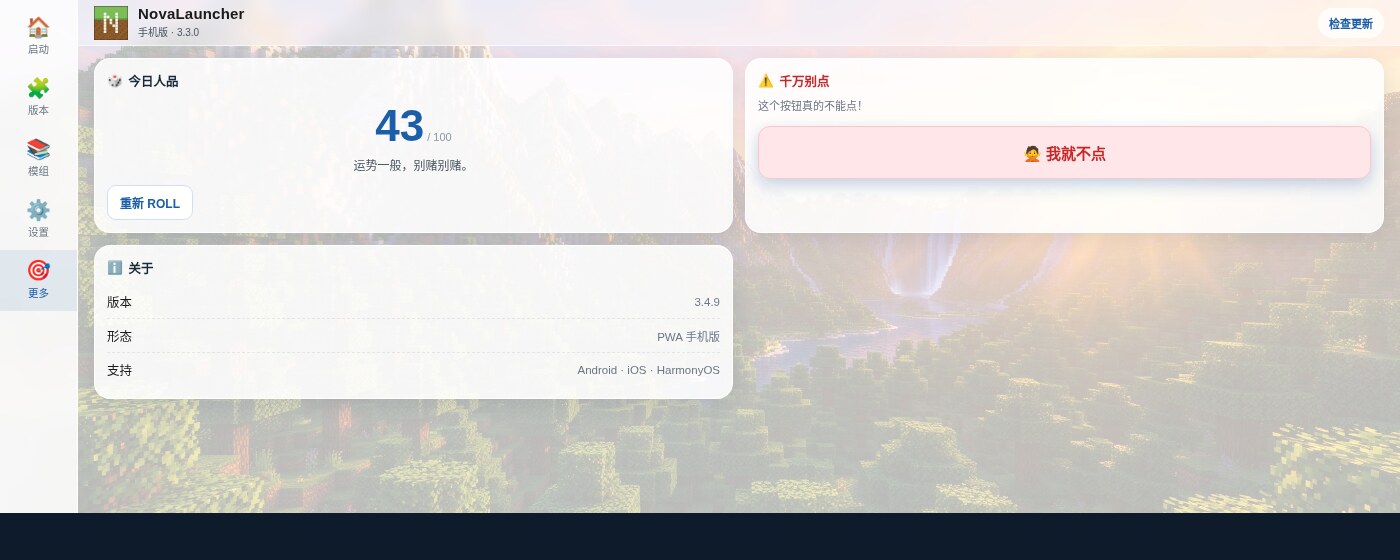 启动
版本
模组
设置
更多
N
NovaLauncher
手机版 · 3.3.0
检查更新
今日人品
43 / 100
运势一般，别赌别赌。
重新 ROLL
千万别点
这个按钮真的不能点！
我就不点
关于
版本 3.4.9
形态 PWA 手机版
支持 Android · iOS · HarmonyOS